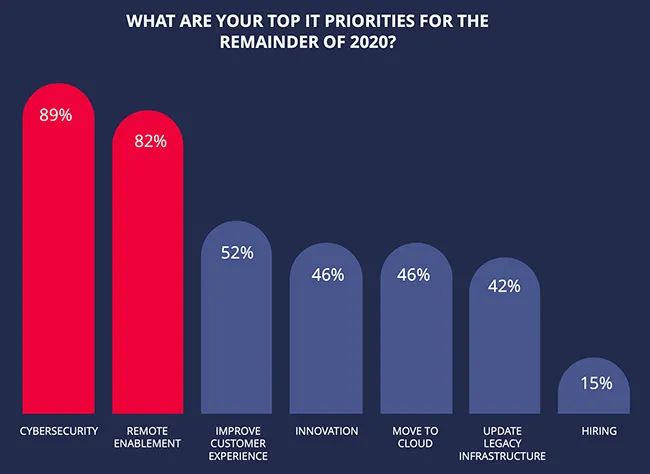 WHAT ARE YOUR TOP IT PRIORITIES FOR THE
REMAINDER OF 2020?
89%
82%
52%
46%
46%
42%
15%
CYBERSECURITY
REMOTE
ENABLEMENT
IMPROVE
CUSTOMER
EXPERIENCE
INNOVATION
MOVE TO
CLOUD
UPDATE
LEGACY
INFRASTRUCTURE
HIRING